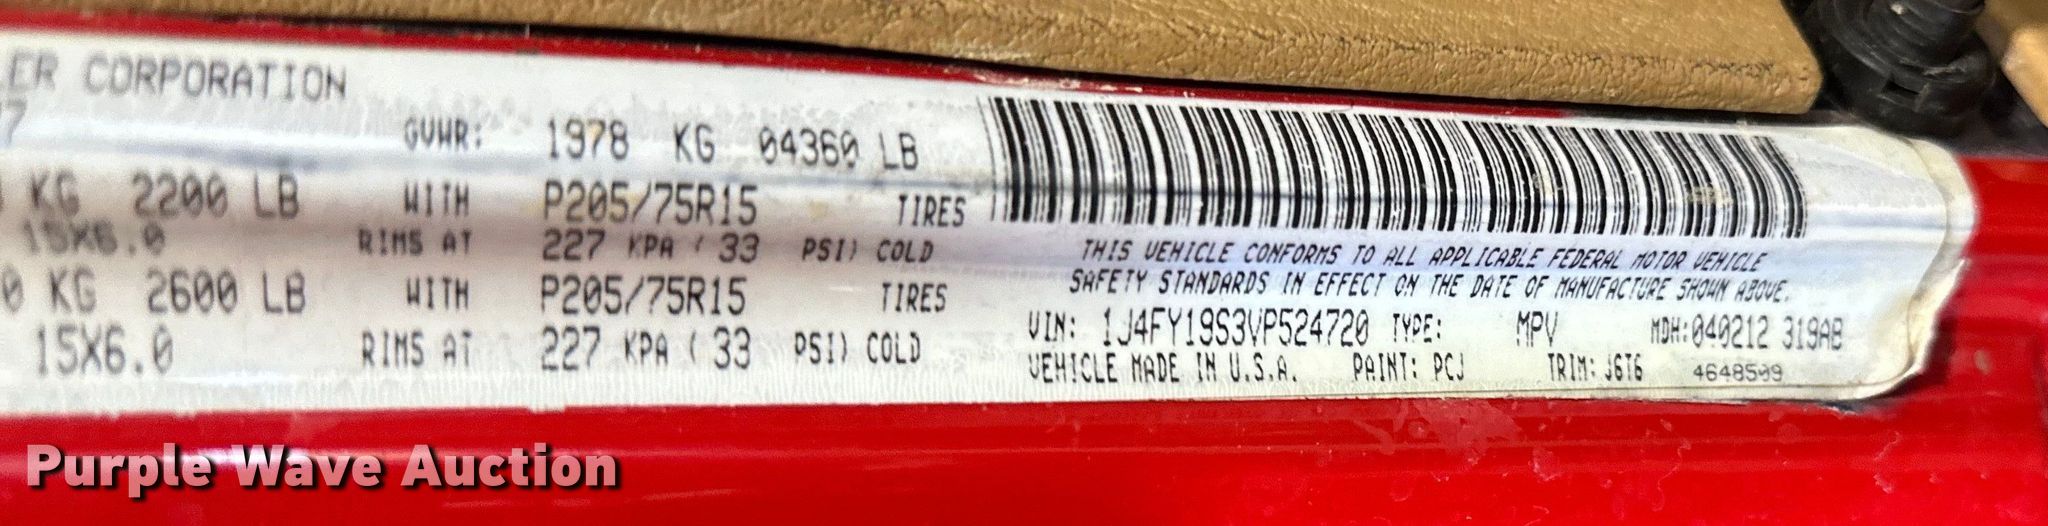 ER CORPORATION
7
GVWR: 1978 KG 04360 LB
KG 2200 LB WITH P205/75R15 TIRES
15X6.0 RIMS AT 227 KPA ( 33 PSI) COLD
0 KG 2600 LB WITH P205/75R15 TIRES
15X6.0 RIMS AT 227 KPA ( 33 PSI) COLD
THIS VEHICLE CONFORMS TO ALL APPLICABLE FEDERAL MOTOR VEHICLE
SAFETY STANDARDS IN EFFECT ON THE DATE OF MANUFACTURE SHOWN ABOVE.
VIN: 1J4FY19S3VP524720 TYPE: MPV MDH:040212 319AB
VEHICLE MADE IN U.S.A. PAINT: PCJ TRIM: J6T6 4648509
Purple Wave Auction